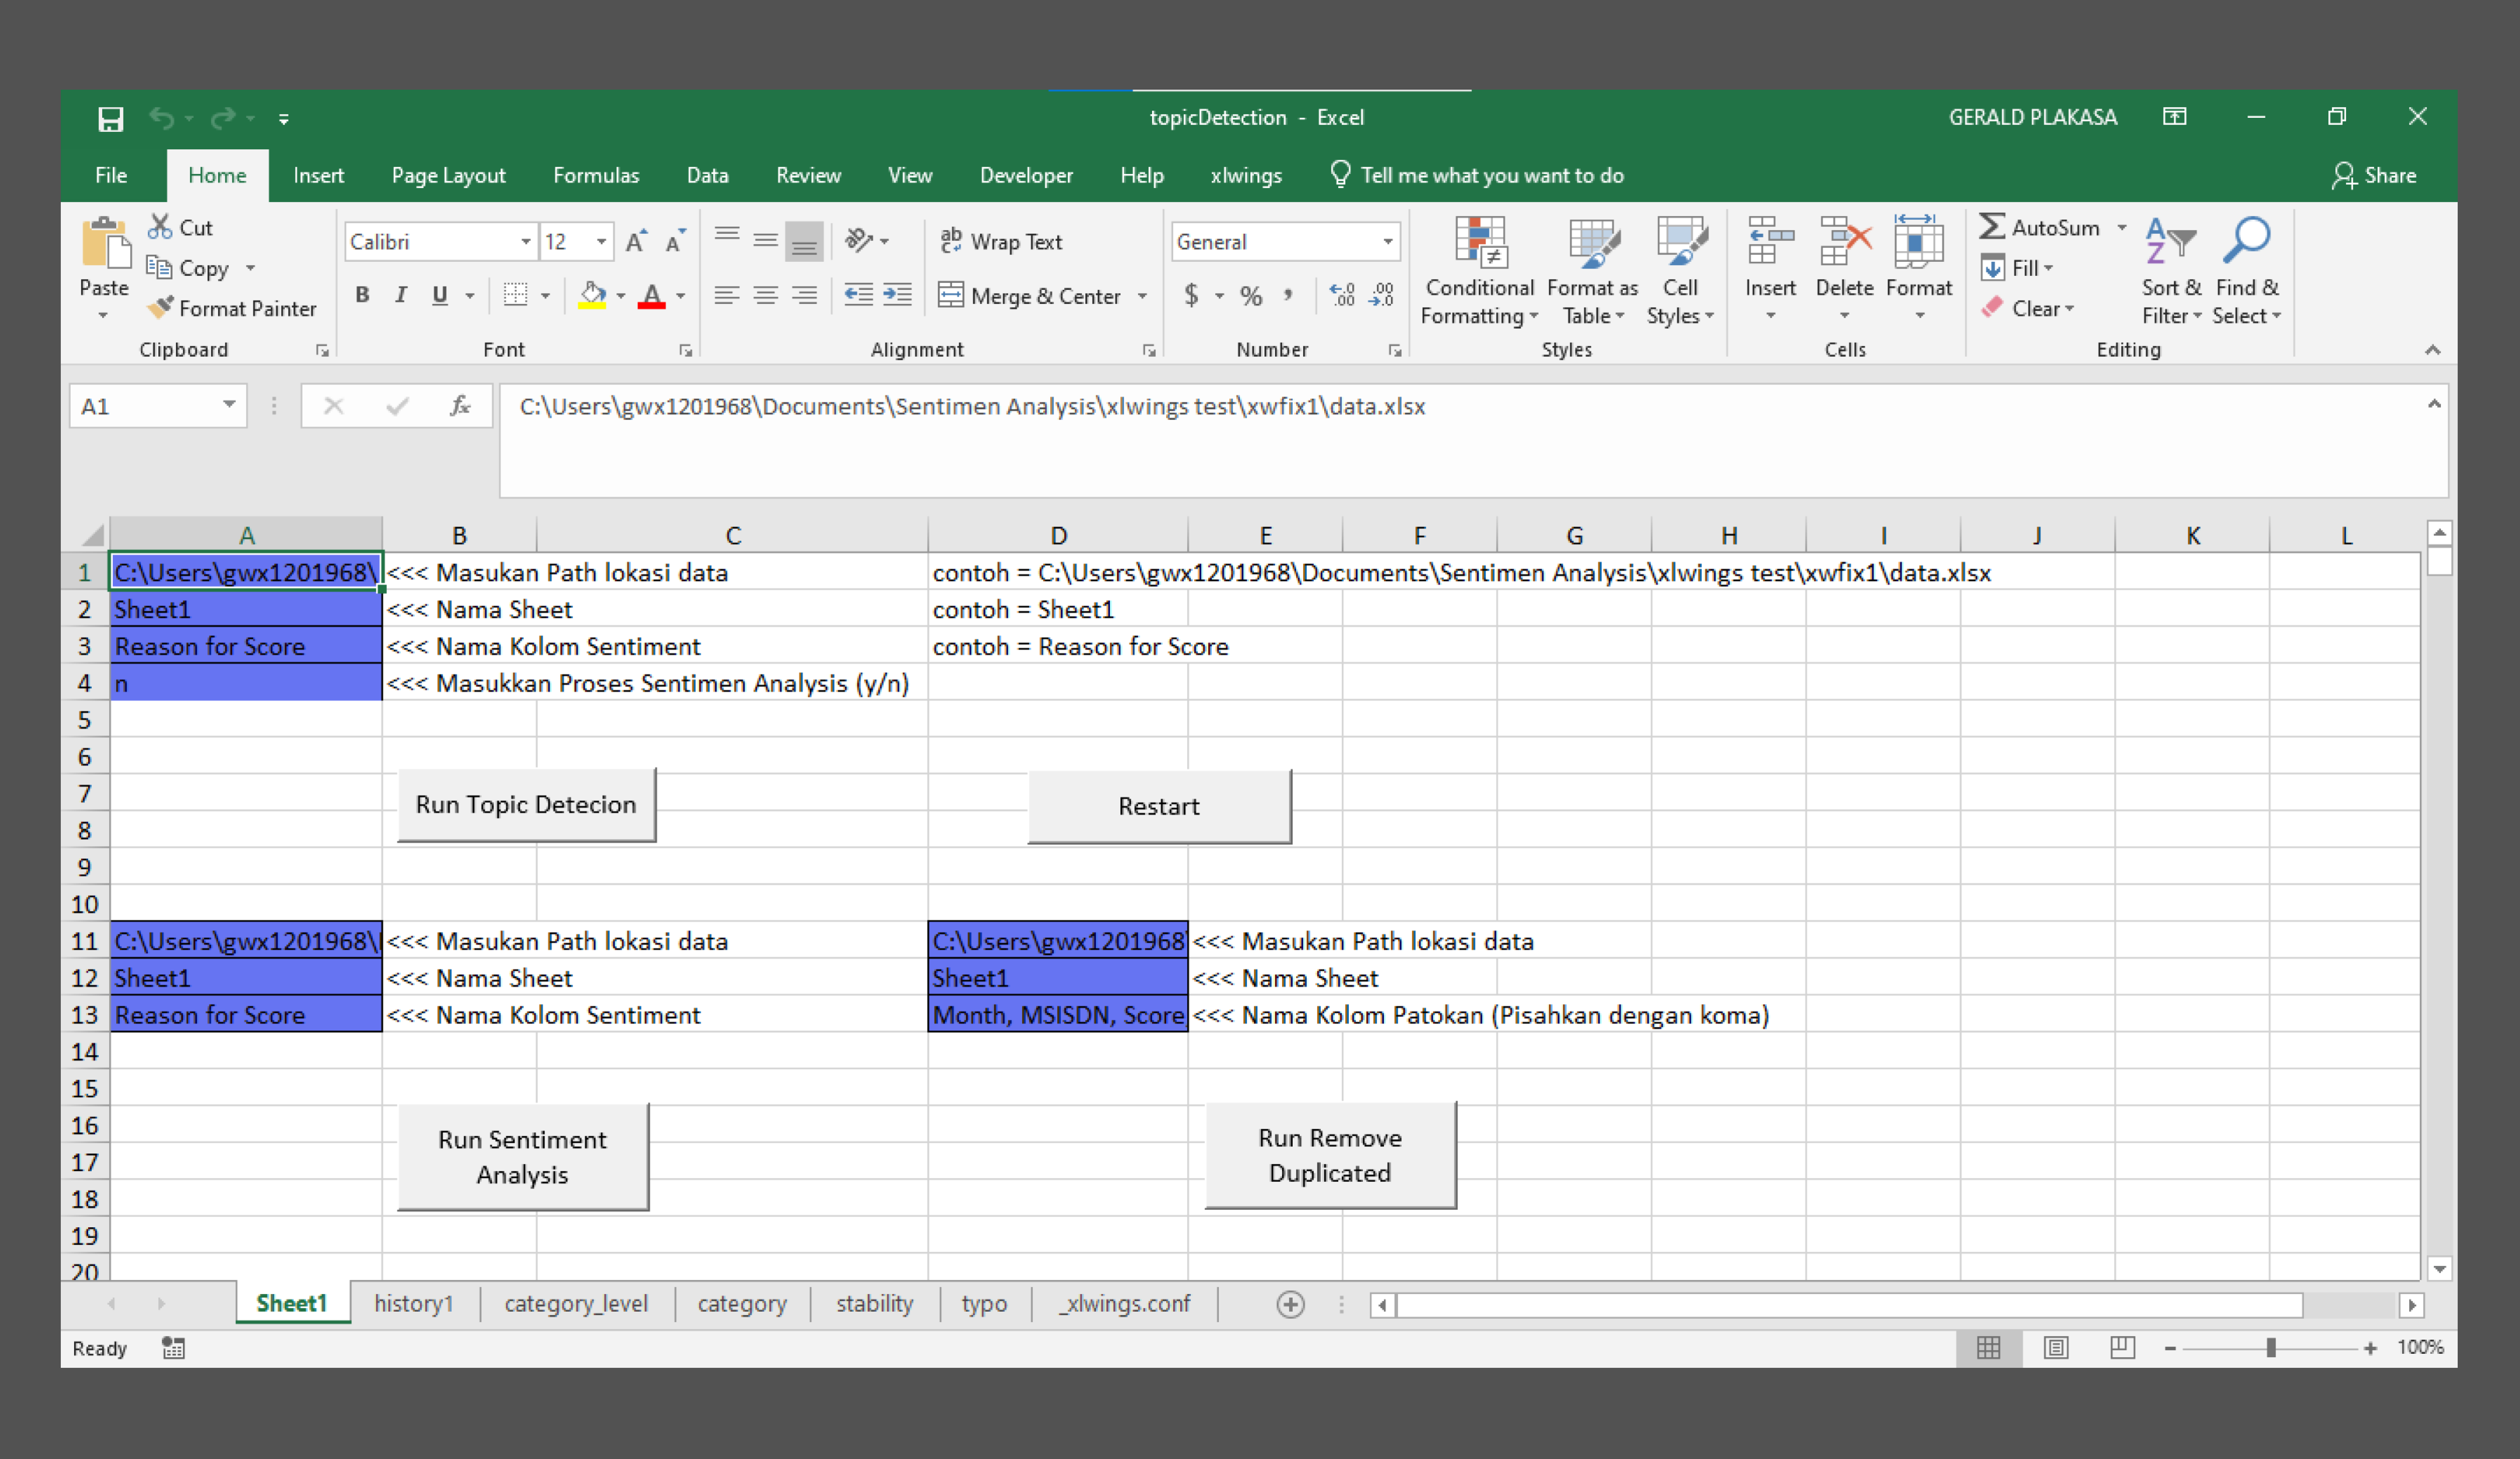 topicDetection - Excel
GERALD PLAKASA
File Home Insert Page Layout Formulas Data Review View Developer Help xlwings Tell me what you want to do Share
Cut
Copy
Format Painter
Paste
Clipboard
Calibri 12
B I U
Font
Wrap Text
Merge & Center
Alignment
General
$ % , .0 .00 .00 .0
Number
Conditional Formatting
Format as Table
Cell Styles
Styles
Insert Delete Format
Cells
AutoSum
Fill
Clear
Sort & Filter
Find & Select
Editing
A1 fx C:\Users\gwx1201968\Documents\Sentimen Analysis\xlwings test\xwfix1\data.xlsx
A B C D E F G H I J K L
1 C:\Users\gwx1201968\ <<< Masukan Path lokasi data contoh = C:\Users\gwx1201968\Documents\Sentimen Analysis\xlwings test\xwfix1\data.xlsx
2 Sheet1 <<< Nama Sheet contoh = Sheet1
3 Reason for Score <<< Nama Kolom Sentiment contoh = Reason for Score
4 n <<< Masukkan Proses Sentimen Analysis (y/n)
5
6
7
8
Run Topic Detecion Restart
9
10
11 C:\Users\gwx1201968\ <<< Masukan Path lokasi data C:\Users\gwx1201968 <<< Masukan Path lokasi data
12 Sheet1 <<< Nama Sheet Sheet1 <<< Nama Sheet
13 Reason for Score <<< Nama Kolom Sentiment Month, MSISDN, Score <<< Nama Kolom Patokan (Pisahkan dengan koma)
14
15
16
17
18
Run Sentiment
Analysis
Run Remove
Duplicated
19
20
Sheet1 history1 category_level category stability typo _xlwings.conf
Ready 100%